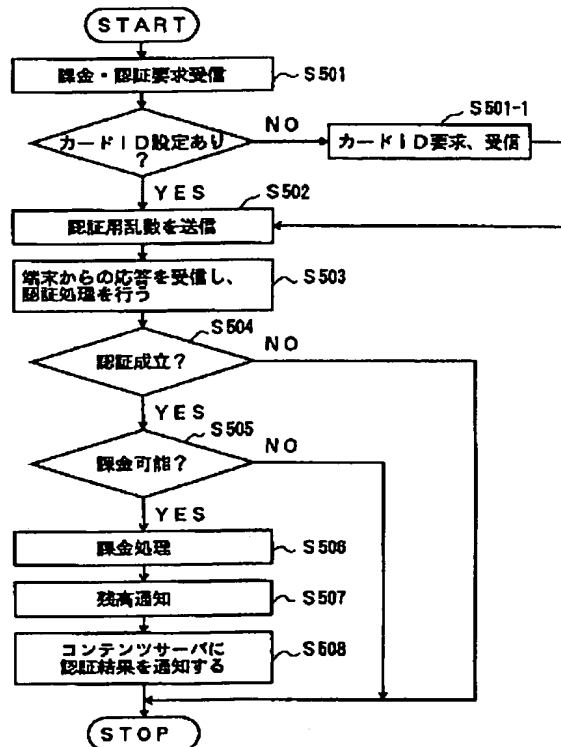 START
課金・認証要求受信
S501
カードID設定あり
?
NO
S501-1
カードID要求、受信
YES
S502
認証用乱数を送信
端末からの応答を受信し、
認証処理を行う
S503
S504
認証成立?
NO
YES
S505
課金可能?
NO
YES
課金処理
S506
残高通知
S507
コンテンツサーバに
認証結果を通知する
S508
STOP